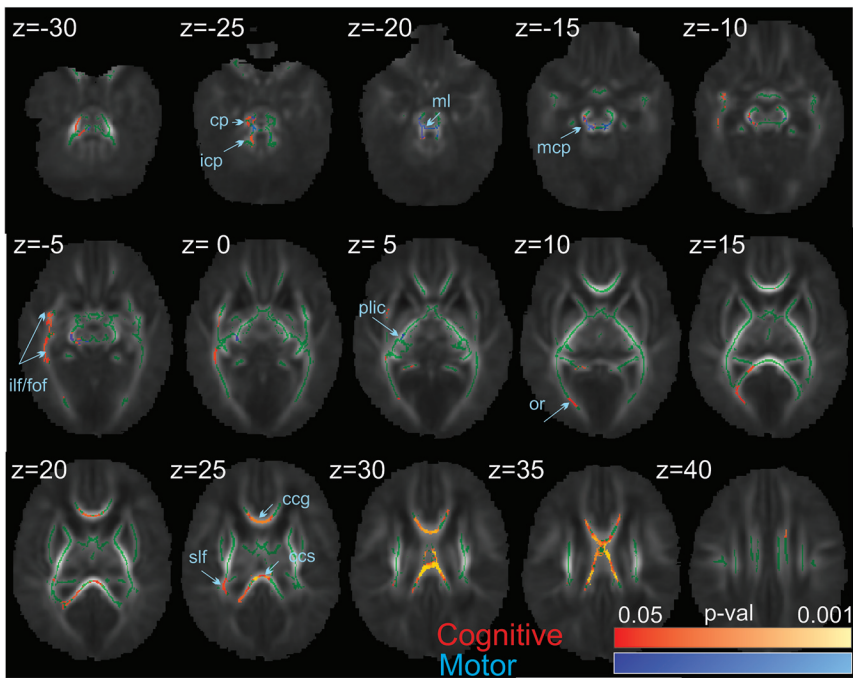 z=-30
z=-25
z=-20
z=-15
z=-10
cp
ml
icp
mcp
z=-5
z= 0
z= 5
z=10
z=15
plic
ilf/fof
or
z=20
z=25
z=30
z=35
z=40
ccg
slf
ccs
Cognitive
0.05 p-val 0.001
Motor